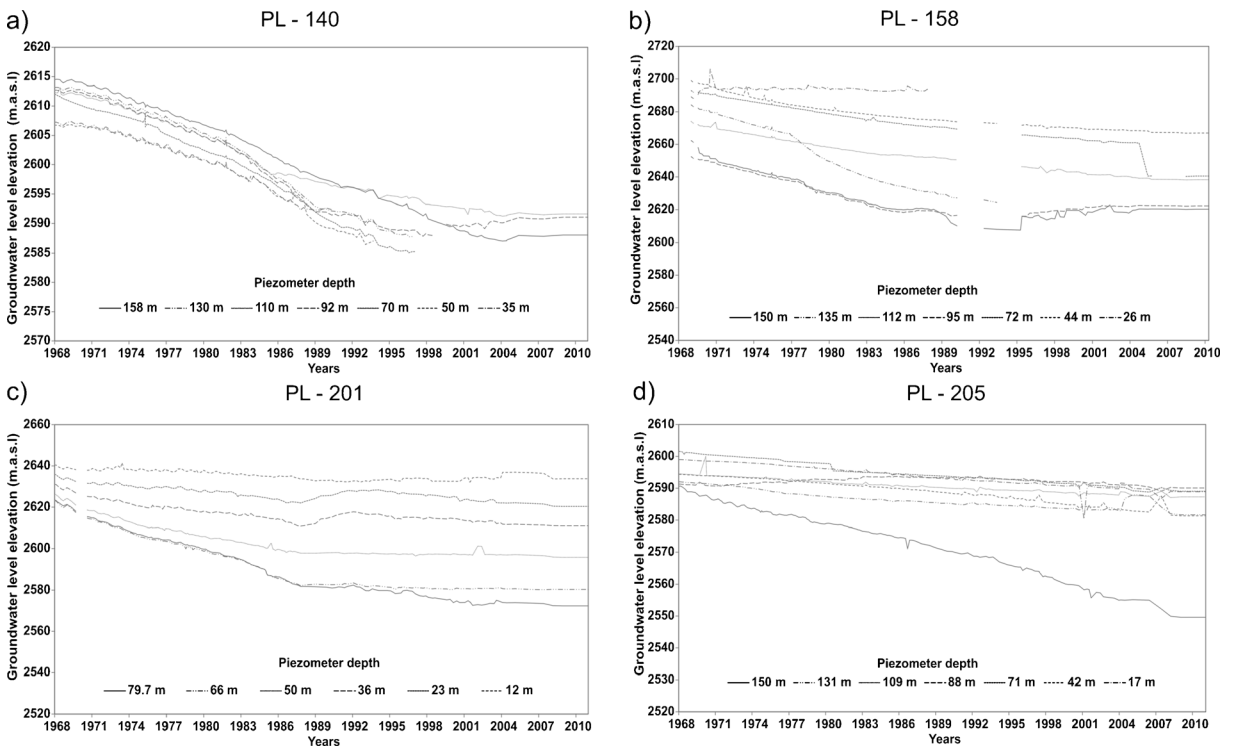 a)
PL - 140
Groudnwater level elevation (m.a.s.l)
2620
2615
2610
2605
2600
2595
2590
2585
2580
2575
2570
Piezometer depth
158 m 130 m 110 m 92 m 70 m 50 m 35 m
1968 1971 1974 1977 1980 1983 1986 1989 1992 1995 1998 2001 2004 2007 2010
Years
b)
PL - 158
Groundwater level elevation (m.a.s.l)
2720
2700
2680
2660
2640
2620
2600
2580
2560
2540
Piezometer depth
150 m 135 m 112 m 95 m 72 m 44 m 26 m
1968 1971 1974 1977 1980 1983 1986 1989 1992 1995 1998 2001 2004 2007 2010
Years
c)
PL - 201
Groundwater level elevation (m.a.s.l)
2660
2640
2620
2600
2580
2560
2540
2520
Piezometer depth
79.7 m 66 m 50 m 36 m 23 m 12 m
1968 1971 1974 1977 1980 1983 1986 1989 1992 1995 1998 2001 2004 2007 2010
Years
d)
PL - 205
Groundwater level elevation (m.a.s.l)
2610
2600
2590
2580
2570
2560
2550
2540
2530
2520
Piezometer depth
150 m 131 m 109 m 88 m 71 m 42 m 17 m
1968 1971 1974 1977 1980 1983 1986 1989 1992 1995 1998 2001 2004 2007 2010
Years